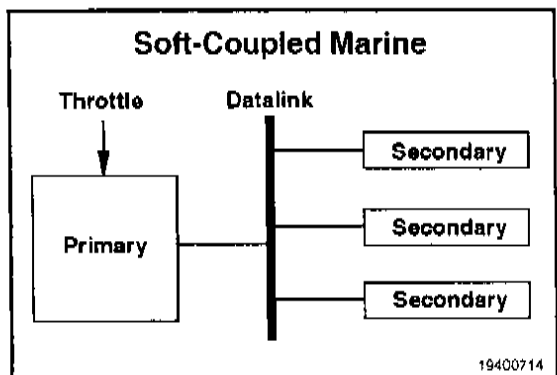 Soft-Coupled Marine
Throttle
Datalink
Secondary
Primary
Secondary
Secondary
19400714